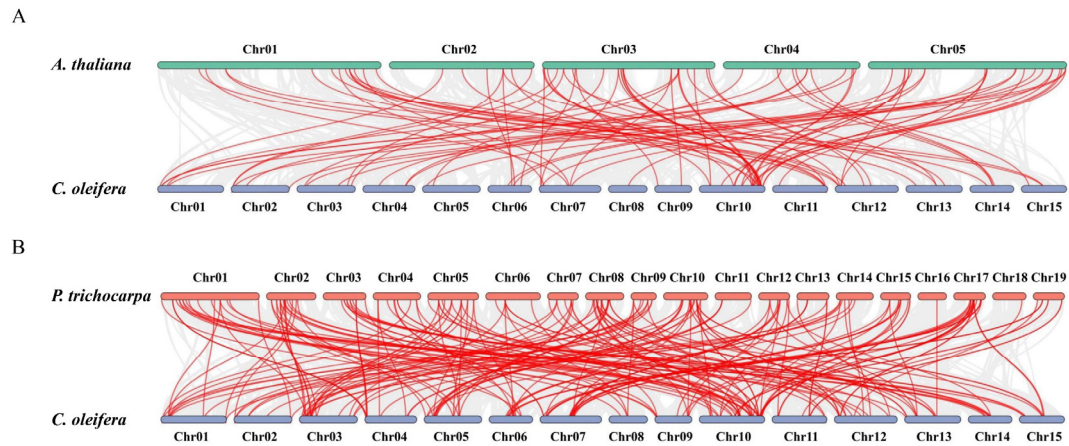 A
Chr01 Chr02 Chr03 Chr04 Chr05
A. thaliana
C. oleifera
Chr01 Chr02 Chr03 Chr04 Chr05 Chr06 Chr07 Chr08 Chr09 Chr10 Chr11 Chr12 Chr13 Chr14 Chr15
B
Chr01 Chr02 Chr03 Chr04 Chr05 Chr06 Chr07 Chr08 Chr09 Chr10 Chr11 Chr12 Chr13 Chr14 Chr15 Chr16 Chr17 Chr18 Chr19
P. trichocarpa
C. oleifera
Chr01 Chr02 Chr03 Chr04 Chr05 Chr06 Chr07 Chr08 Chr09 Chr10 Chr11 Chr12 Chr13 Chr14 Chr15